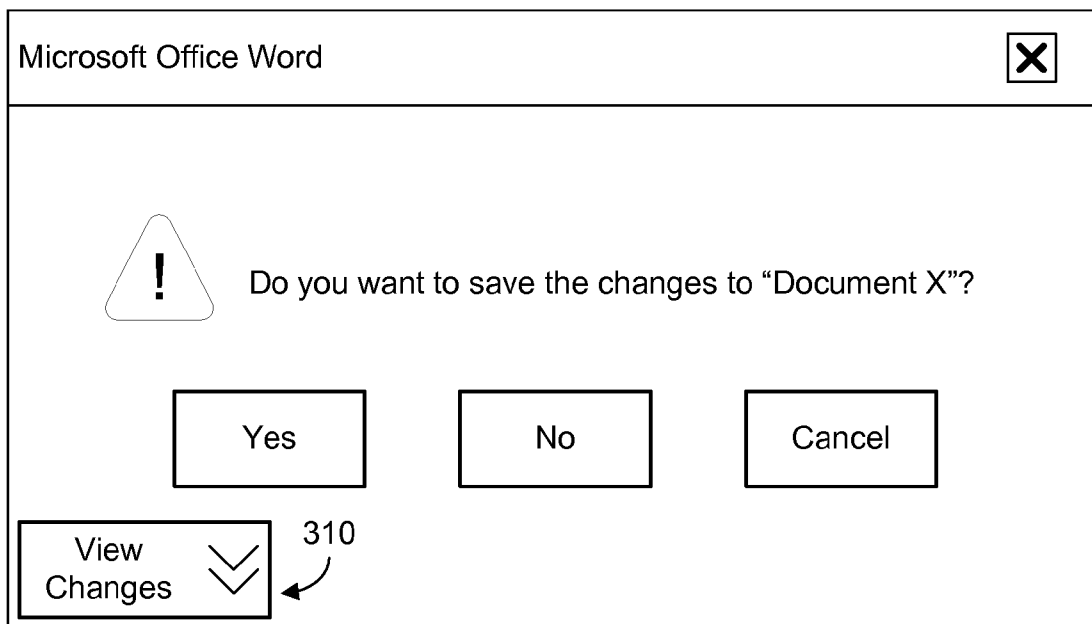 Microsoft Office Word
!
Do you want to save the changes to “Document X”?
Yes
No
Cancel
View
Changes
310